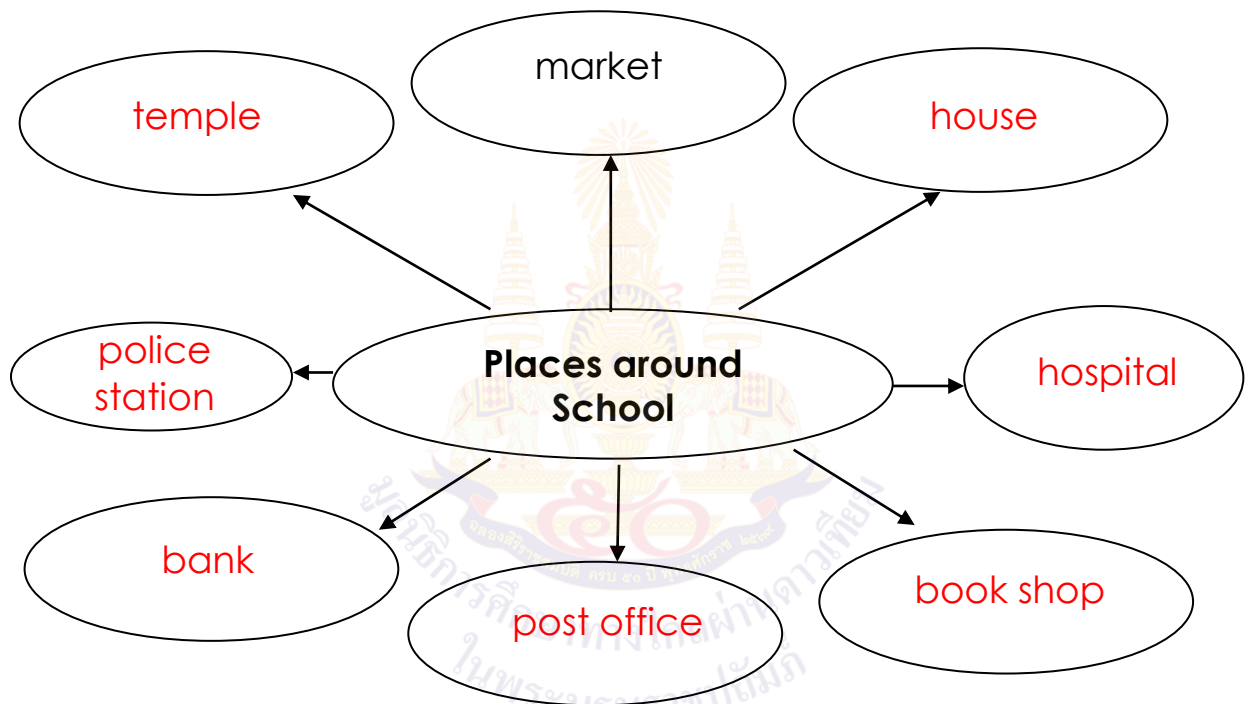 market
temple
house
police
station
Places around
School
hospital
bank
post office
book shop